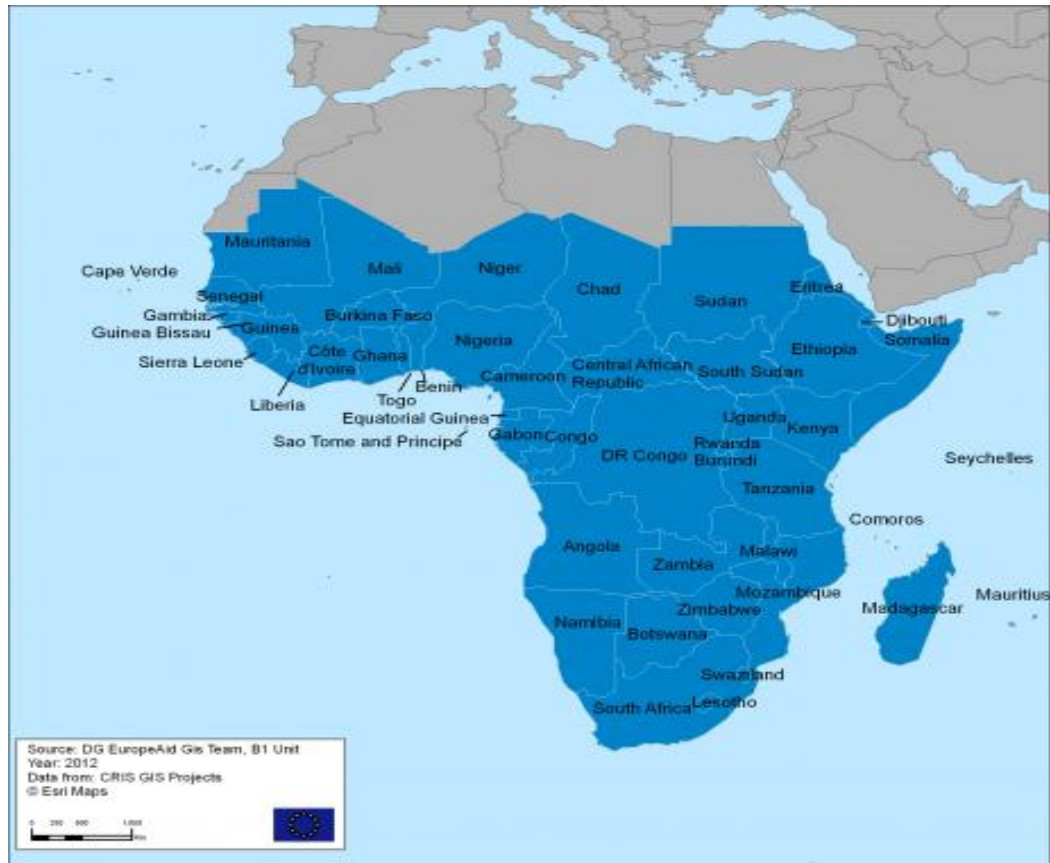 Mauritania
Cape Verde
Mali
Niger
Chad
Sudan
Eritrea
Senegal
Gambia
Guinea Bissau
Guinea
Burkina Faso
Djibouti
Somalia
Sierra Leone
Côte
d'Ivoire
Ghana
Nigeria
Ethiopia
Central African
Republic
South Sudan
Cameroon
Benin
Togo
Liberia
Equatorial Guinea
Sao Tome and Principe
Gabon
Congo
Uganda
Kenya
Rwanda
Burundi
DR Congo
Seychelles
Tanzania
Comoros
Angola
Malawi
Zambia
Mozambique
Zimbabwe
Madagascar
Mauritius
Namibia
Botswana
Swaziland
Lesotho
South Africa
Source: DG EuropeAid Gis Team, B1 Unit
Year: 2012
Data from: CRIS GIS Projects
© Esri Maps
0